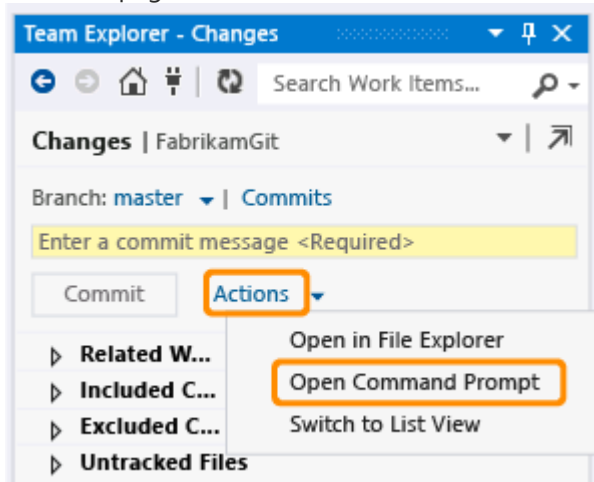 Team Explorer - Changes
Search Work Items...
Changes | FabrikamGit
Branch: master | Commits
Enter a commit message <Required>
Commit Actions
Open in File Explorer
Related W...
Open Command Prompt
Included C...
Switch to List View
Excluded C...
Untracked Files